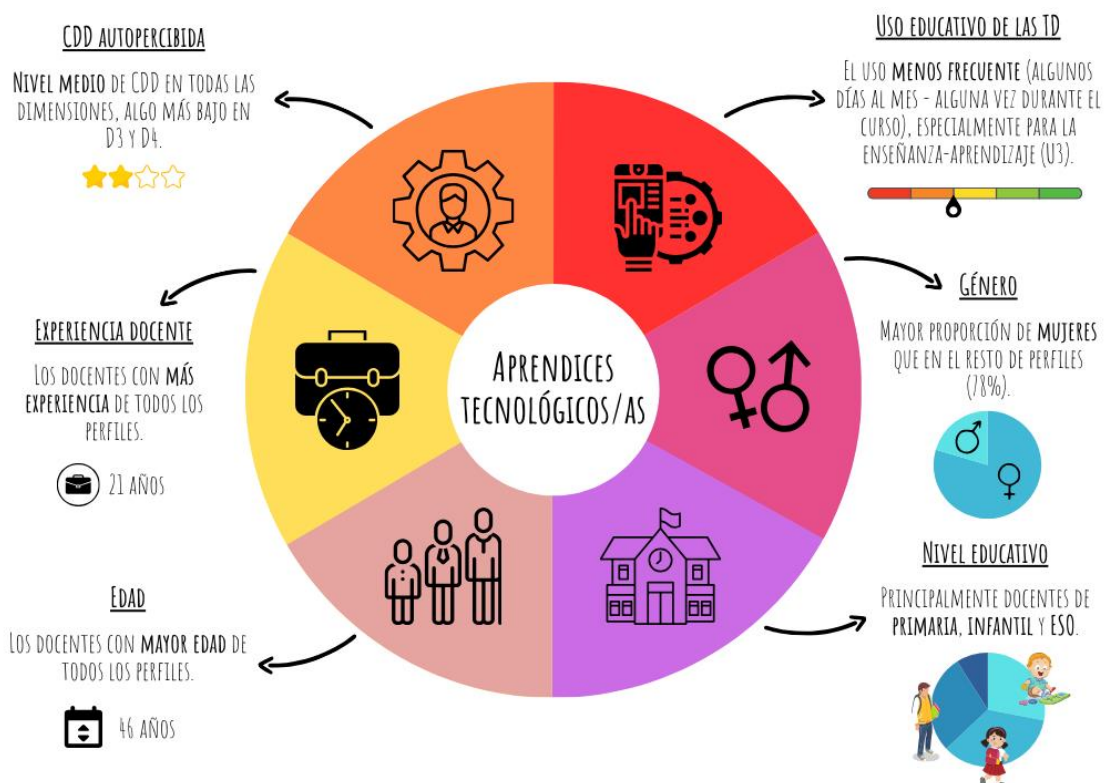 CDD AUTOPERCIBIDA
NIVEL MEDIO DE CDD EN TODAS LAS
DIMENSIONES, ALGO MÁS BAJO EN
D3 Y D4.
USO EDUCATIVO DE LAS TD
EL USO MENOS FRECUENTE (ALGUNOS
DÍAS AL MES - ALGUNA VEZ DURANTE EL
CURSO), ESPECIALMENTE PARA LA
ENSEÑANZA-APRENDIZAJE (U3).
EXPERIENCIA DOCENTE
LOS DOCENTES CON MÁS
EXPERIENCIA DE TODOS LOS
PERFILES.
21 AÑOS
APRENDICES
TECNOLÓGICOS/AS
GÉNERO
MAYOR PROPORCIÓN DE MUJERES
QUE EN EL RESTO DE PERFILES
(78%).
EDAD
LOS DOCENTES CON MAYOR EDAD DE
TODOS LOS PERFILES.
46 AÑOS
NIVEL EDUCATIVO
PRINCIPALMENTE DOCENTES DE
PRIMARIA, INFANTIL Y ESO.